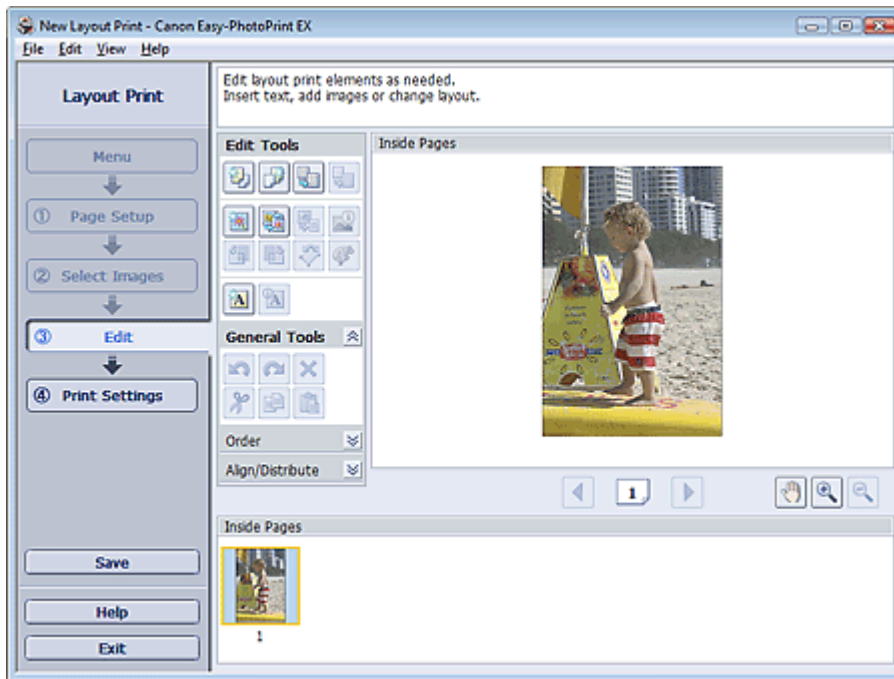 New Layout Print - Canon Easy-PhotoPrint EX
File Edit View Help
Layout Print
Edit layout print elements as needed.
Insert text, add images or change layout.
Menu
① Page Setup
② Select Images
③ Edit
④ Print Settings
Edit Tools
A A
General Tools
Order
Align/Distribute
Inside Pages
1
Inside Pages
1
Save
Help
Exit